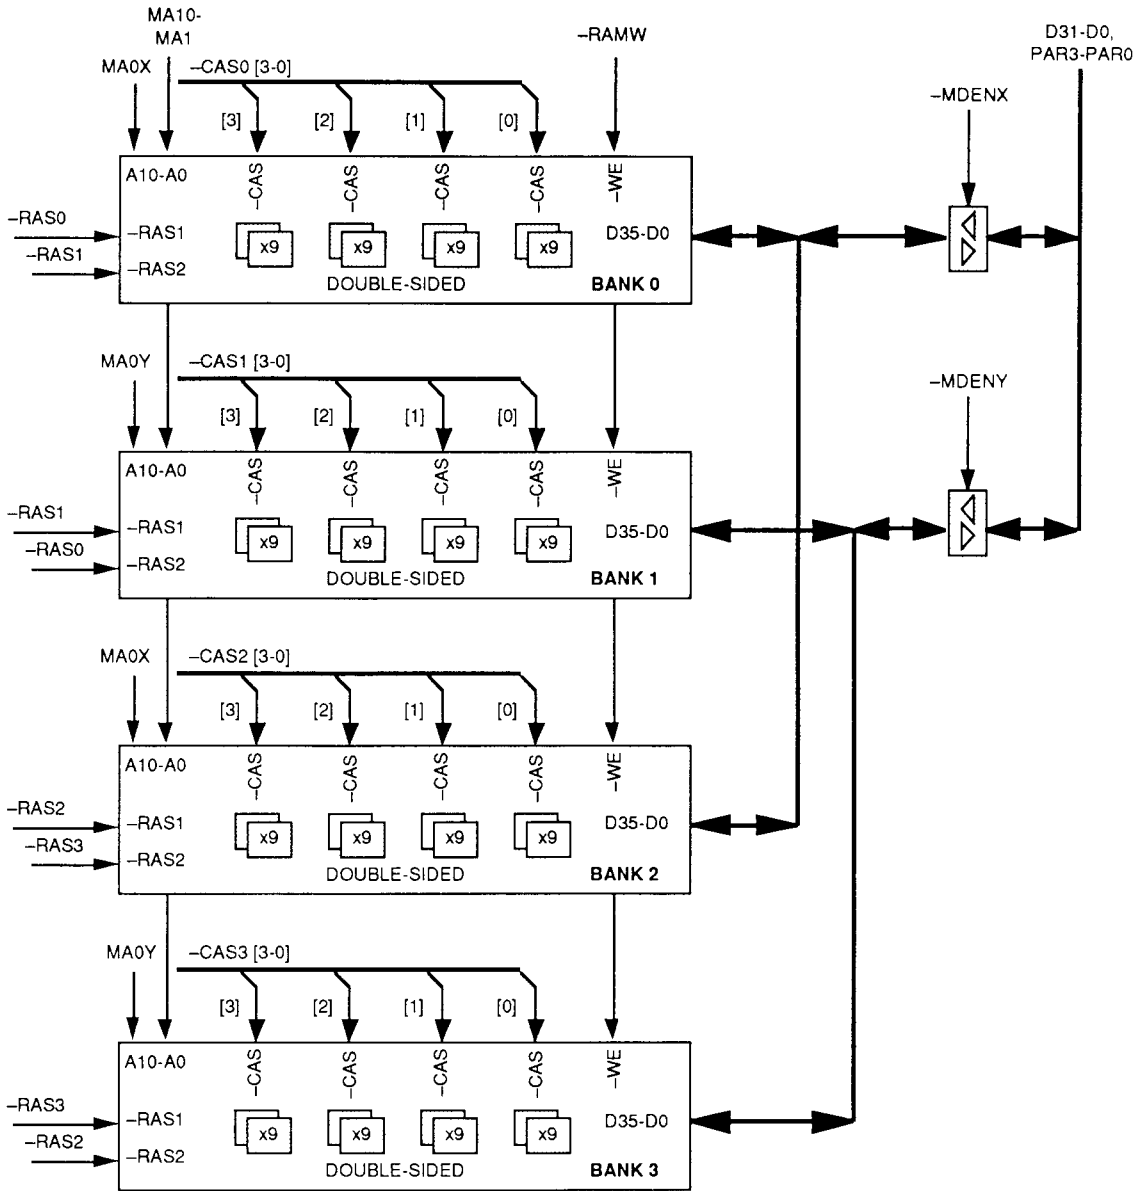 MA10-
MA1
–RAMW
D31-D0,
PAR3-PAR0
MA0X
–CAS0 [3-0]
–MDENX
[3] [2] [1] [0]
A10-A0 –CAS –CAS –CAS –CAS –WE
–RAS0
–RAS1
–RAS1
–RAS2
x9 x9 x9 x9
D35-D0
DOUBLE-SIDED
BANK 0
MA0Y
–CAS1 [3-0]
–MDENY
[3] [2] [1] [0]
A10-A0 –CAS –CAS –CAS –CAS –WE
–RAS1
–RAS1
–RAS0
–RAS2
x9 x9 x9 x9
D35-D0
DOUBLE-SIDED
BANK 1
MA0X
–CAS2 [3-0]
[3] [2] [1] [0]
A10-A0 –CAS –CAS –CAS –CAS –WE
–RAS2
–RAS1
–RAS3
–RAS2
x9 x9 x9 x9
D35-D0
DOUBLE-SIDED
BANK 2
MA0Y
–CAS3 [3-0]
[3] [2] [1] [0]
A10-A0 –CAS –CAS –CAS –CAS –WE
–RAS3
–RAS1
–RAS2
–RAS2
x9 x9 x9 x9
D35-D0
DOUBLE-SIDED
BANK 3